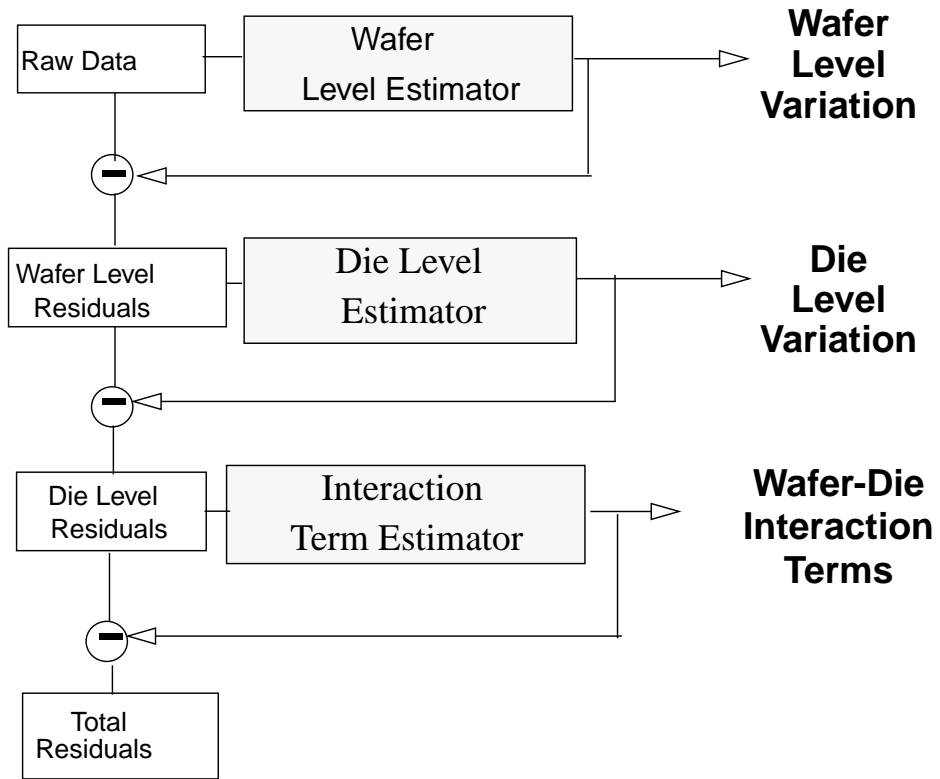 Raw Data
Wafer
Level Estimator
Wafer
Level
Variation
Wafer Level
Residuals
Die Level
Estimator
Die
Level
Variation
Die Level
Residuals
Interaction
Term Estimator
Wafer-Die
Interaction
Terms
Total
Residuals